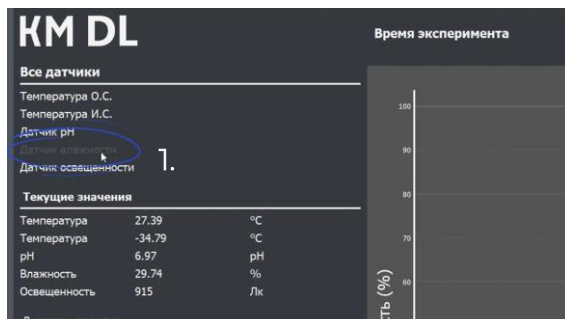 KM DL
Время эксперимента
Все датчики
Температура О.С.
Температура И.С.
Датчик pH
Датчик влажности
Датчик освещенности
1.
Текущие значения
Температура 27.39 °C
Температура -34.79 °C
pH 6.97 pH
Влажность 29.74 %
Освещенность 915 Лк
100
90
80
70
60
ть (%)